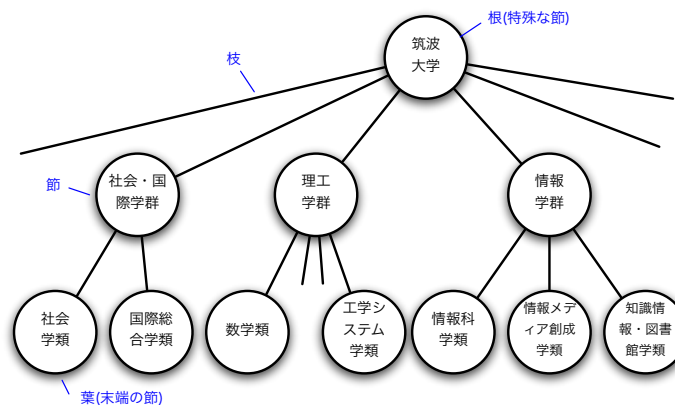 根(特殊な節)
筑波
大学
枝
節
社会・国
際学群
理工
学群
情報
学群
社会
学類
国際総
合学類
数学類
工学シ
ステム
学類
情報科
学類
情報メデ
ィア創成
学類
知識情
報・図書
館学類
葉(末端の節)